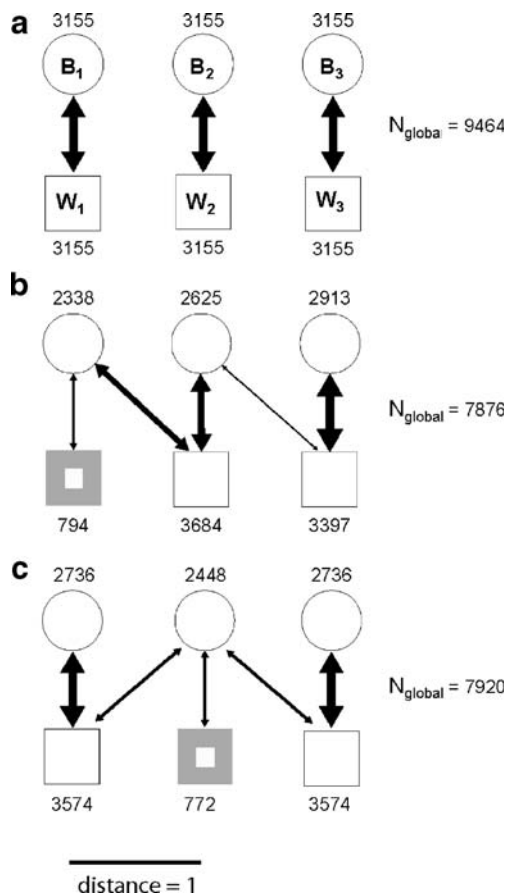 a
3155 3155 3155
B1 B2 B3
Nglobal = 9464
W1 W2 W3
3155 3155 3155
b
2338 2625 2913
Nglobal = 7876
794 3684 3397
c
2736 2448 2736
Nglobal = 7920
3574 772 3574
distance = 1